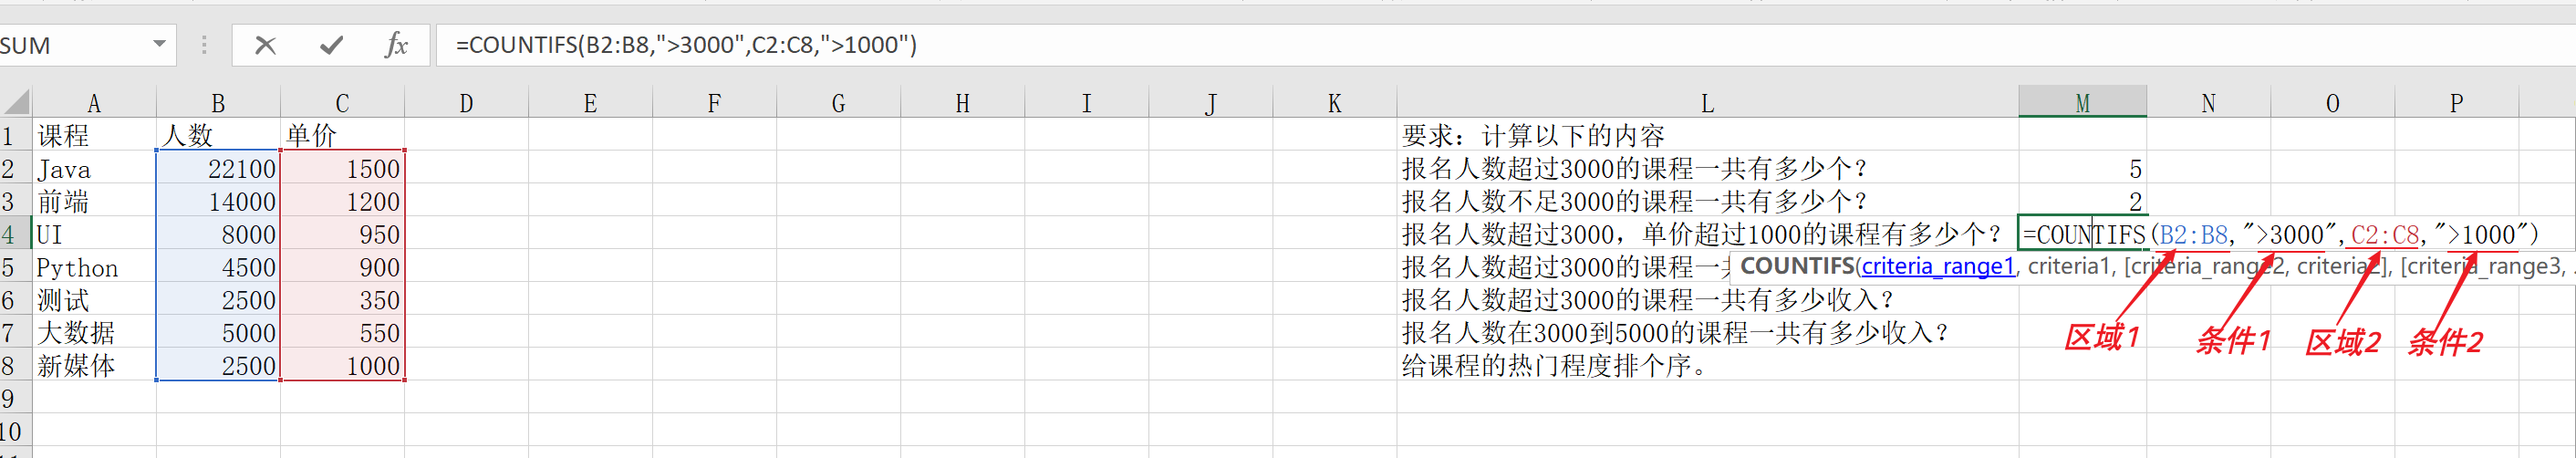 SUM fx =COUNTIFS(B2:B8,">3000",C2:C8,">1000")
A B C D E F G H I J K L M N O P
1 课程 人数 单价 要求：计算以下的内容
2 Java 22100 1500 报名人数超过3000的课程一共有多少个？ 5
3 前端 14000 1200 报名人数不足3000的课程一共有多少个？ 2
4 UI 8000 950 报名人数超过3000，单价超过1000的课程有多少个？ =COUNTIFS(B2:B8,">3000",C2:C8,">1000")
5 Python 4500 900 报名人数超过3000的课程一共 COUNTIFS(criteria_range1, criteria1, [criteria_range2, criteria2], [criteria_range3,
6 测试 2500 350 报名人数超过3000的课程一共有多少收入？
7 大数据 5000 550 报名人数在3000到5000的课程一共有多少收入？ 区域1 条件1 区域2 条件2
8 新媒体 2500 1000 给课程的热门程度排个序。
9
10